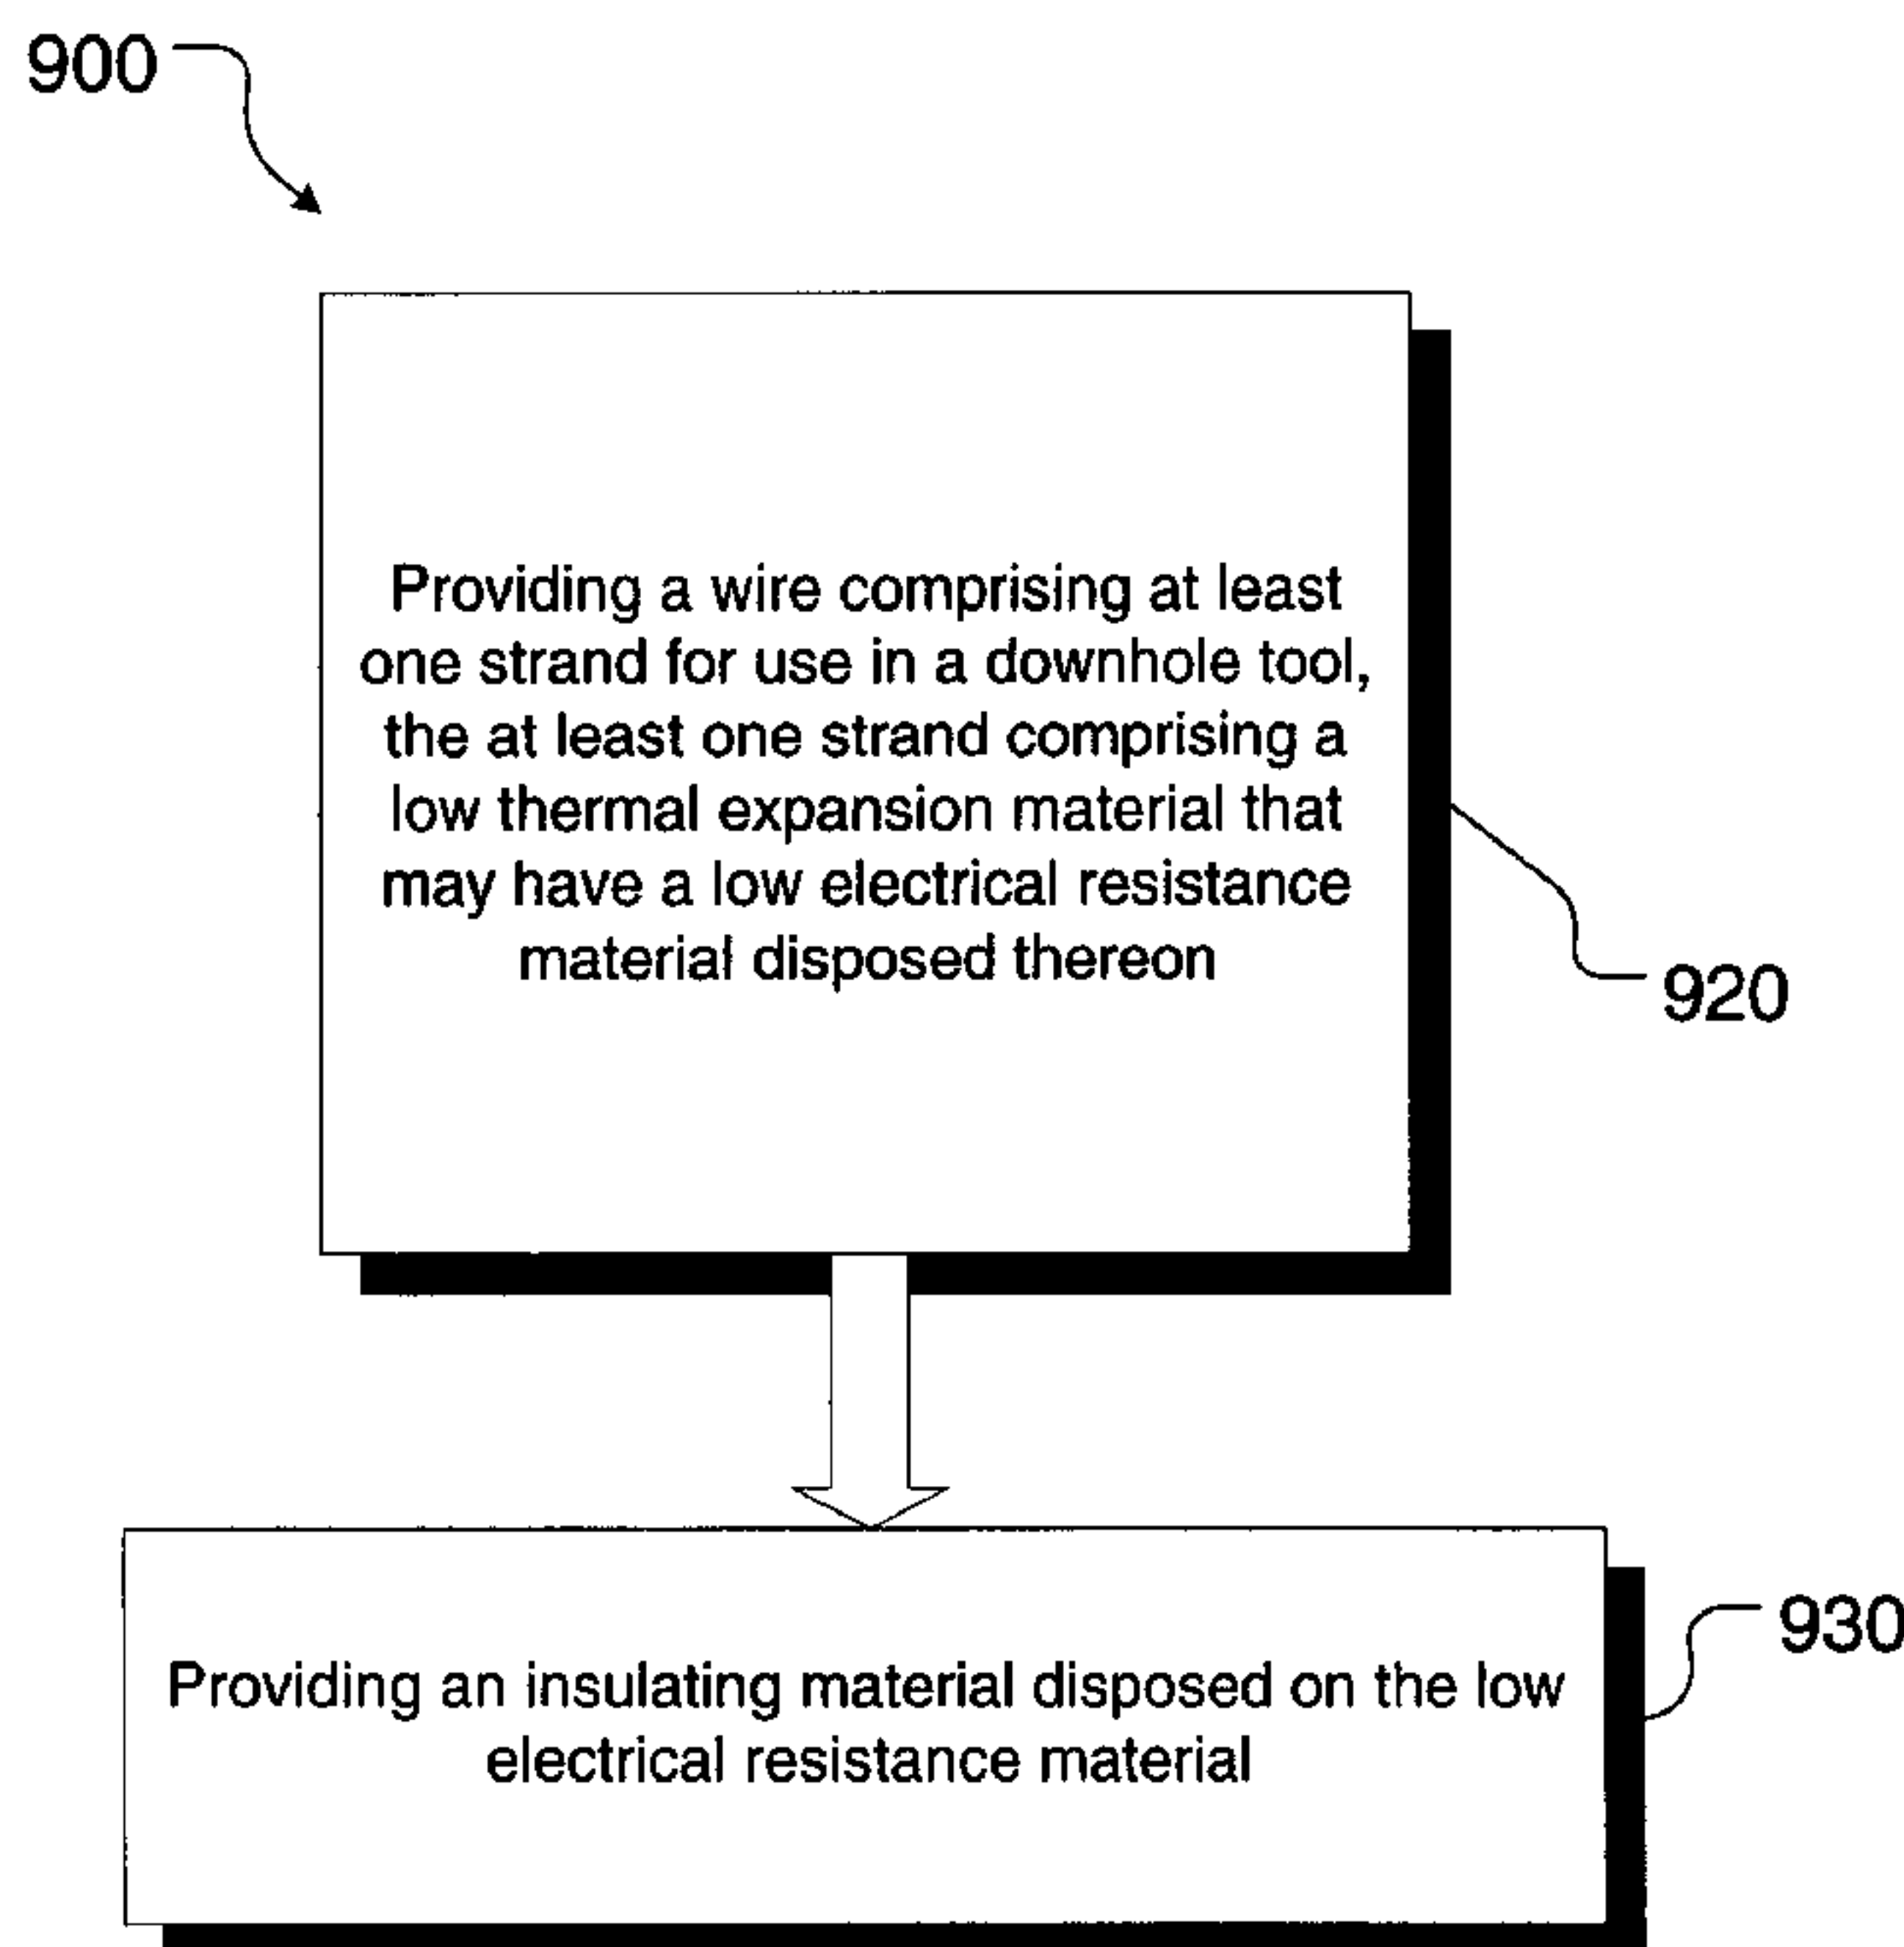 900
Providing a wire comprising at least
one strand for use in a downhole tool,
the at least one strand comprising a
low thermal expansion material that
may have a low electrical resistance
material disposed thereon
920
930
Providing an insulating material disposed on the low
electrical resistance material